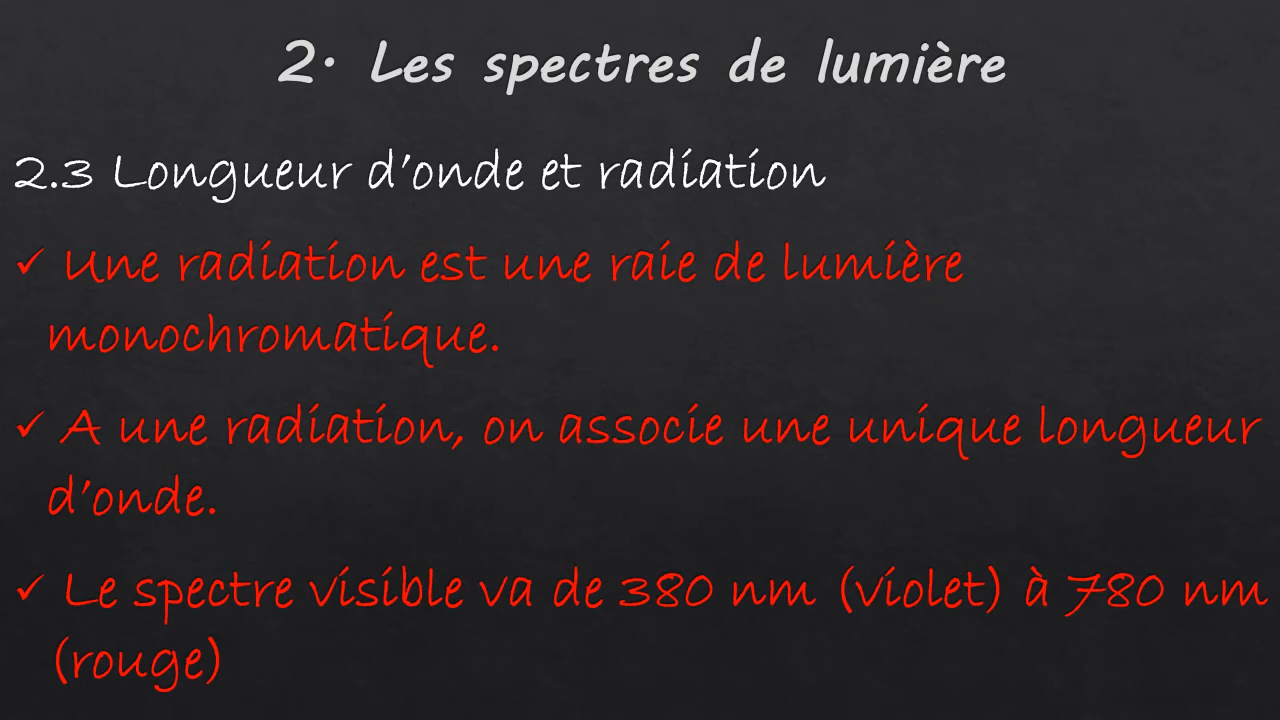 2. Les spectres de lumière
2.3 Longueur d’onde et radiation
✓ Une radiation est une raie de lumière
monochromatique.
✓ A une radiation, on associe une unique longueur
d’onde.
✓ Le spectre visible va de 380 nm (violet) à 780 nm
(rouge)